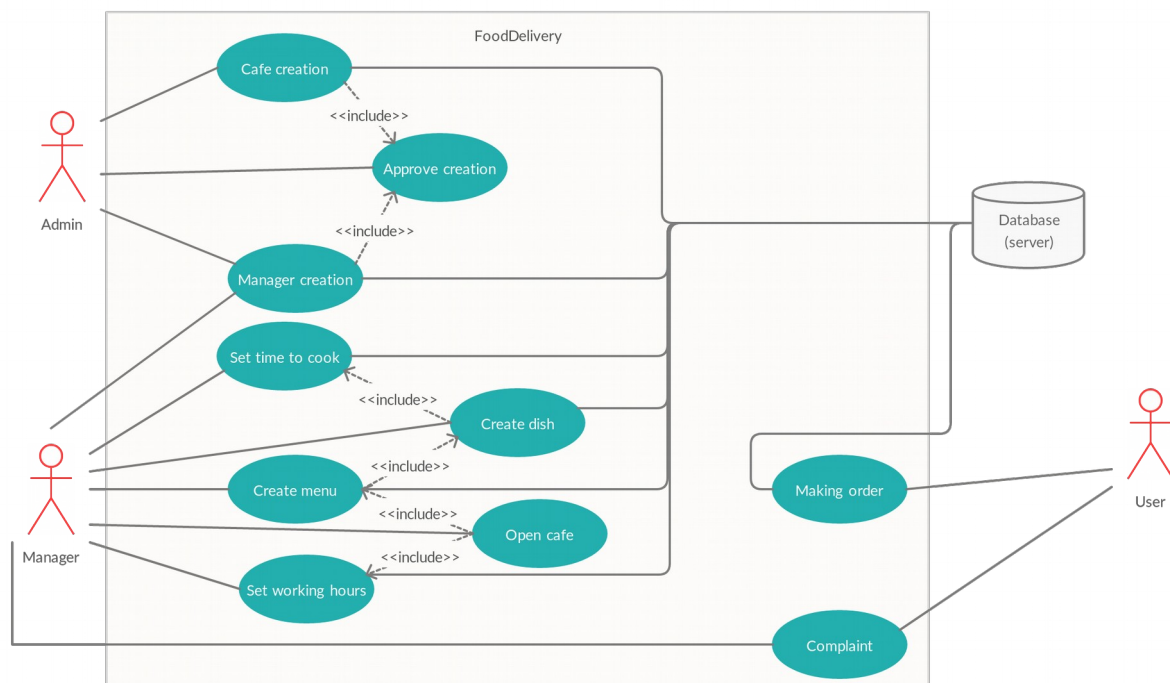 FoodDelivery
Cafe creation
<<include>>
Approve creation
Admin
Database
(server)
<<include>>
Manager creation
Set time to cook
<<include>>
Create dish
<<include>>
Create menu
Making order
User
<<include>>
Open cafe
Manager
<<include>>
Set working hours
Complaint